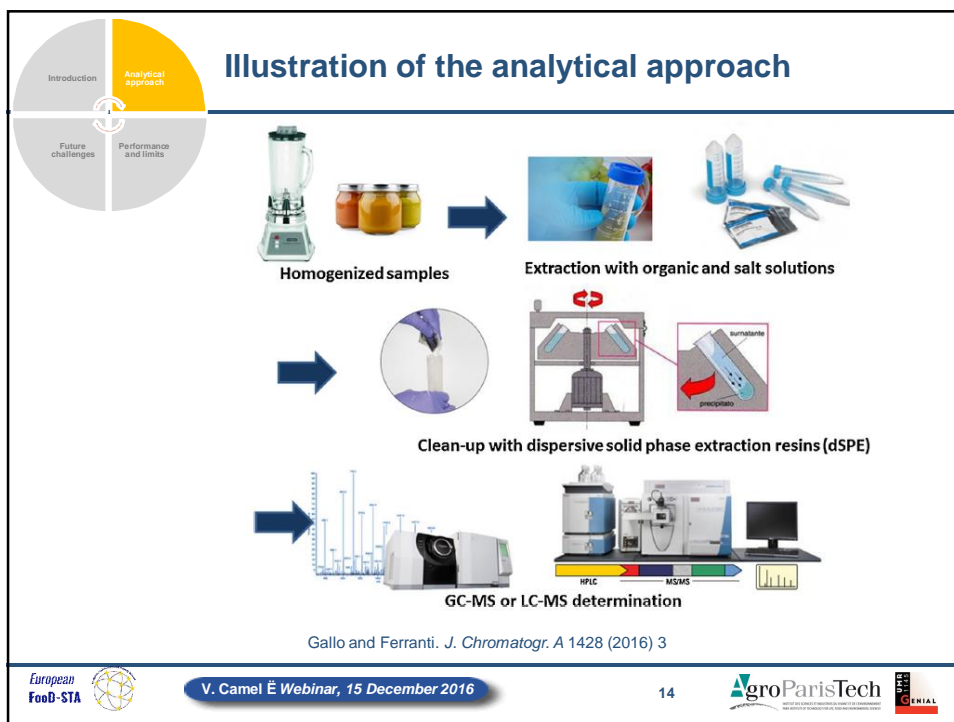 Introduction
Analytical
approach
Future
challenges
Performance
and limits
Illustration of the analytical approach
Homogenized samples
Extraction with organic and salt solutions
surnatante
precipitato
Clean-up with dispersive solid phase extraction resins (dSPE)
HPLC
MS/MS
GC-MS or LC-MS determination
Gallo and Ferranti. J. Chromatogr. A 1428 (2016) 3
European
FooD-STA
V. Camel Ë Webinar, 15 December 2016
14
AgroParisTech
UMR
1145
GENIAL